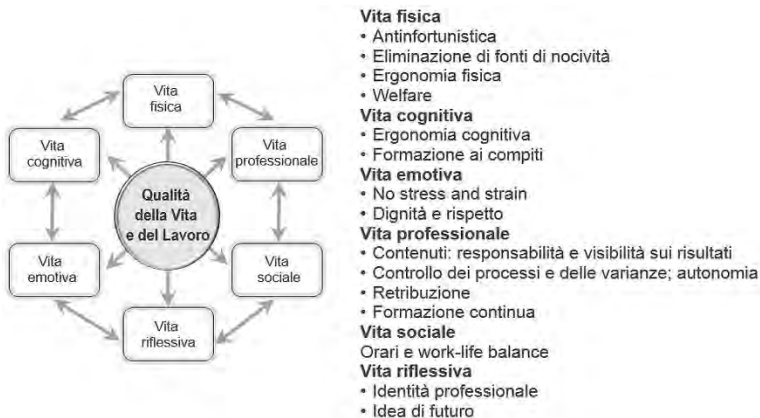 Vita
fisica
Vita
cognitiva
Vita
professionale
Qualità
della Vita
e del Lavoro
Vita
emotiva
Vita
sociale
Vita
riflessiva
Vita fisica
• Antinfortunistica
• Eliminazione di fonti di nocività
• Ergonomia fisica
• Welfare
Vita cognitiva
• Ergonomia cognitiva
• Formazione ai compiti
Vita emotiva
• No stress and strain
• Dignità e rispetto
Vita professionale
• Contenuti: responsabilità e visibilità sui risultati
• Controllo dei processi e delle varianze; autonomia
• Retribuzione
• Formazione continua
Vita sociale
Orari e work-life balance
Vita riflessiva
• Identità professionale
• Idea di futuro